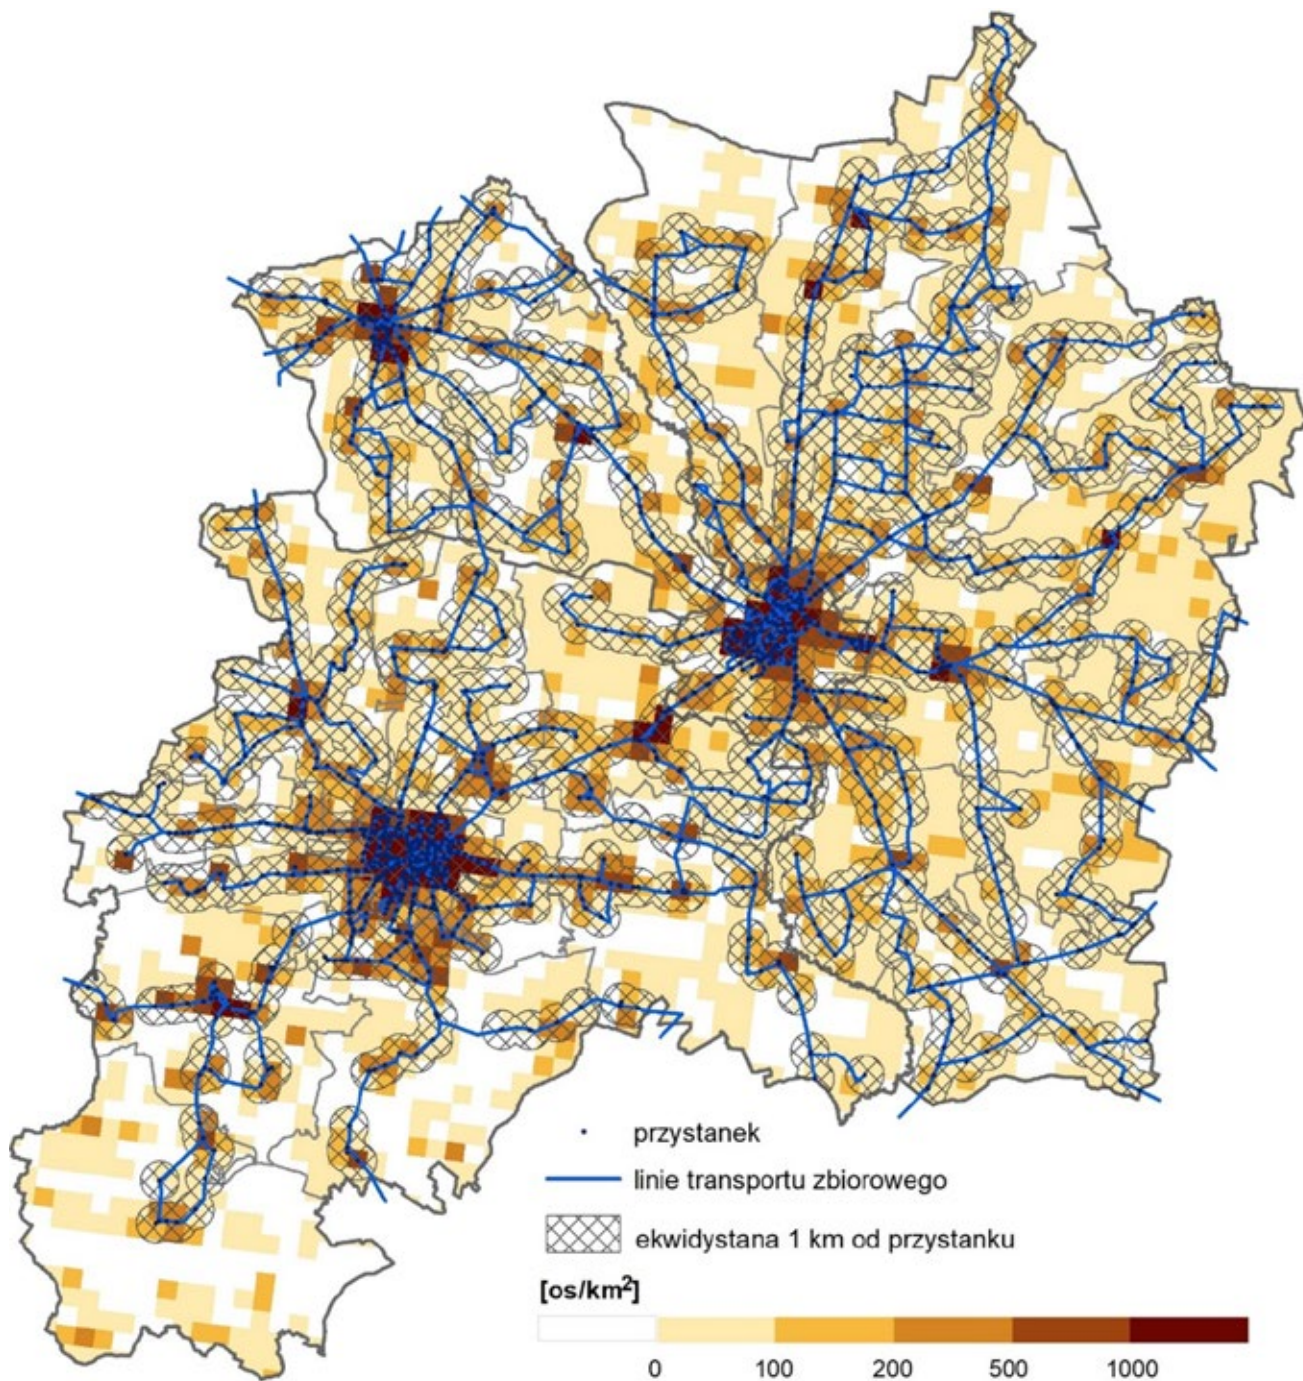 przystanek
linie transportu zbiorowego
ekwidystana 1 km od przystanku
[os/km²]
0 100 200 500 1000